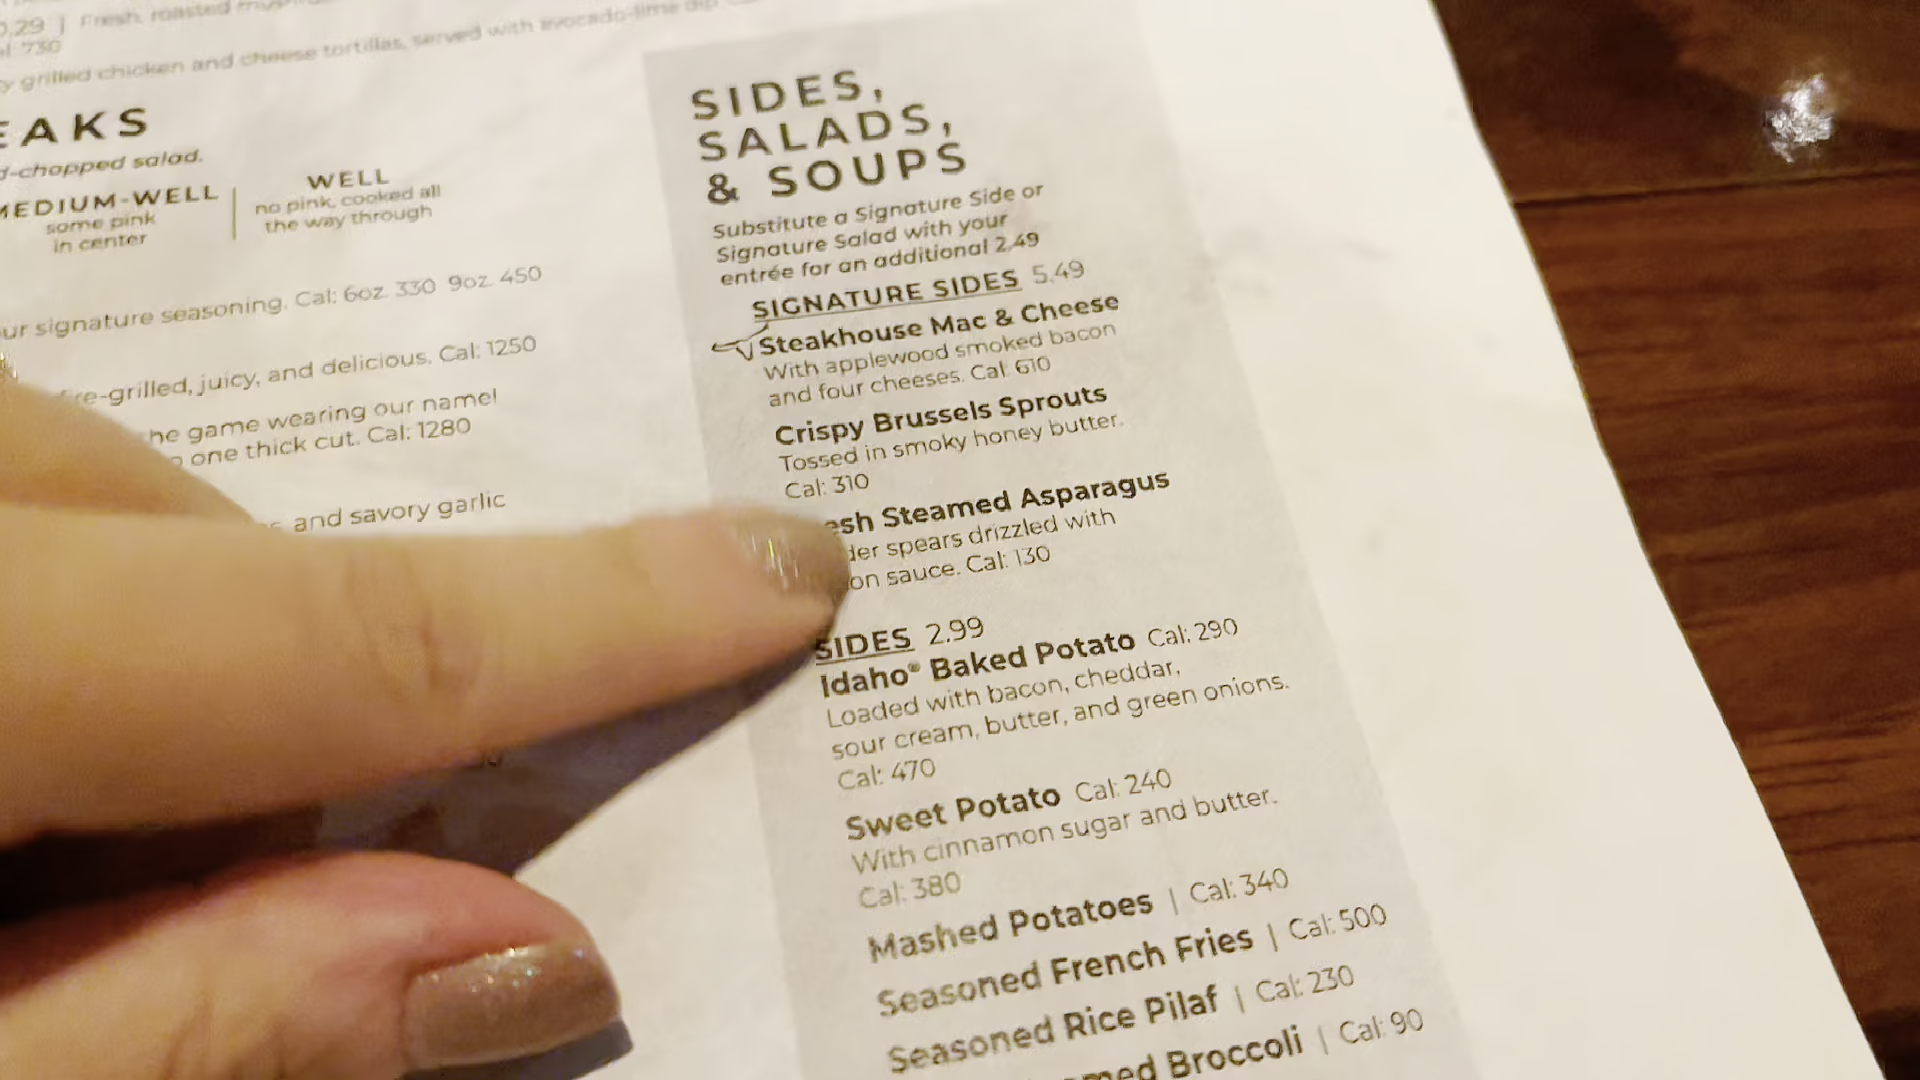 0.29 | Fresh, roasted
730
grilled chicken and cheese tortillas, served with avocado-lime dip
EAKS
d-chopped salad.
MEDIUM-WELL
some pink
in center
WELL
no pink, cooked all
the way through
ur signature seasoning. Cal: 6oz. 330 9oz. 450
re-grilled, juicy, and delicious. Cal: 1250
he game wearing our name!
one thick cut. Cal: 1280
and savory garlic
SIDES,
SALADS,
& SOUPS
Substitute a Signature Side or
Signature Salad with your
entrée for an additional 2.49
SIGNATURE SIDES 5.49
Steakhouse Mac & Cheese
With applewood smoked bacon
and four cheeses. Cal: 610
Crispy Brussels Sprouts
Tossed in smoky honey butter.
Cal: 310
esh Steamed Asparagus
der spears drizzled with
on sauce. Cal: 130
SIDES 2.99
Idaho® Baked Potato Cal: 290
Loaded with bacon, cheddar,
sour cream, butter, and green onions.
Cal: 470
Sweet Potato Cal: 240
With cinnamon sugar and butter.
Cal: 380
Mashed Potatoes | Cal: 340
Seasoned French Fries | Cal: 500
Seasoned Rice Pilaf | Cal: 230
med Broccoli | Cal: 90